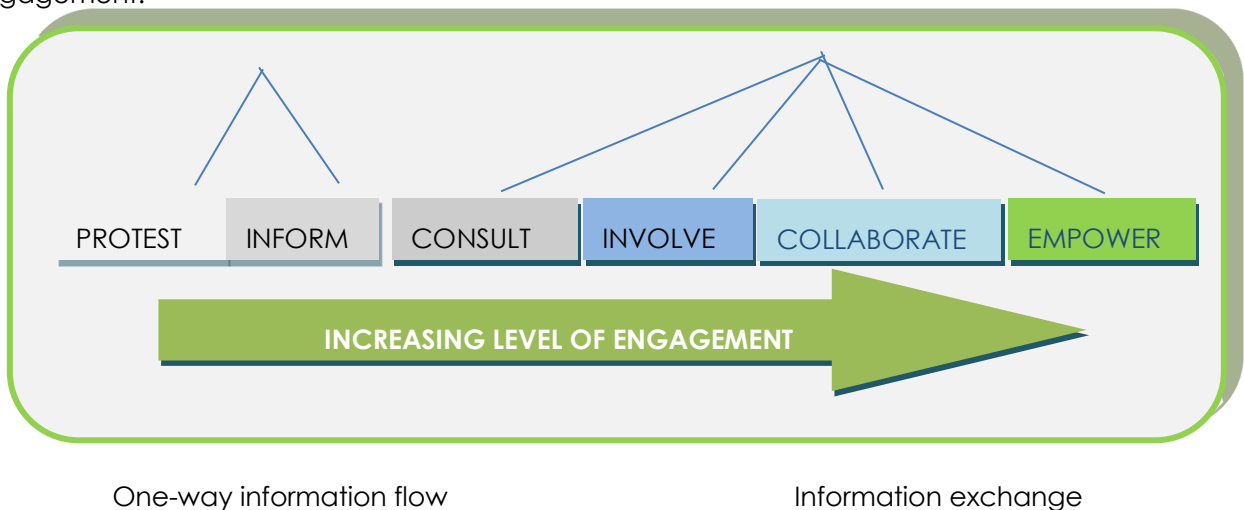 PROTEST INFORM CONSULT INVOLVE COLLABORATE EMPOWER
INCREASING LEVEL OF ENGAGEMENT
One-way information flow Information exchange